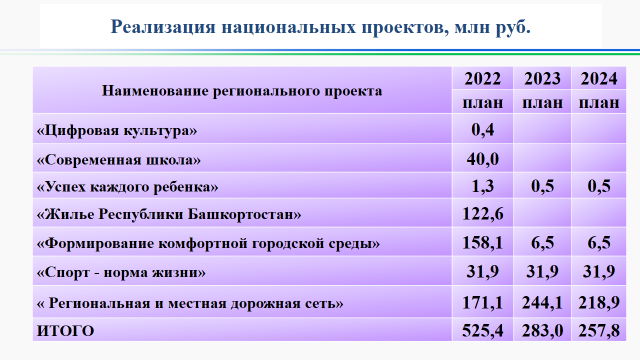 Реализация национальных проектов, млн руб.
Наименование регионального проекта 2022 2023 2024
план план план
«Цифровая культура» 0,4
«Современная школа» 40,0
«Успех каждого ребенка» 1,3 0,5 0,5
«Жилье Республики Башкортостан» 122,6
«Формирование комфортной городской среды» 158,1 6,5 6,5
«Спорт - норма жизни» 31,9 31,9 31,9
« Региональная и местная дорожная сеть» 171,1 244,1 218,9
ИТОГО 525,4 283,0 257,8